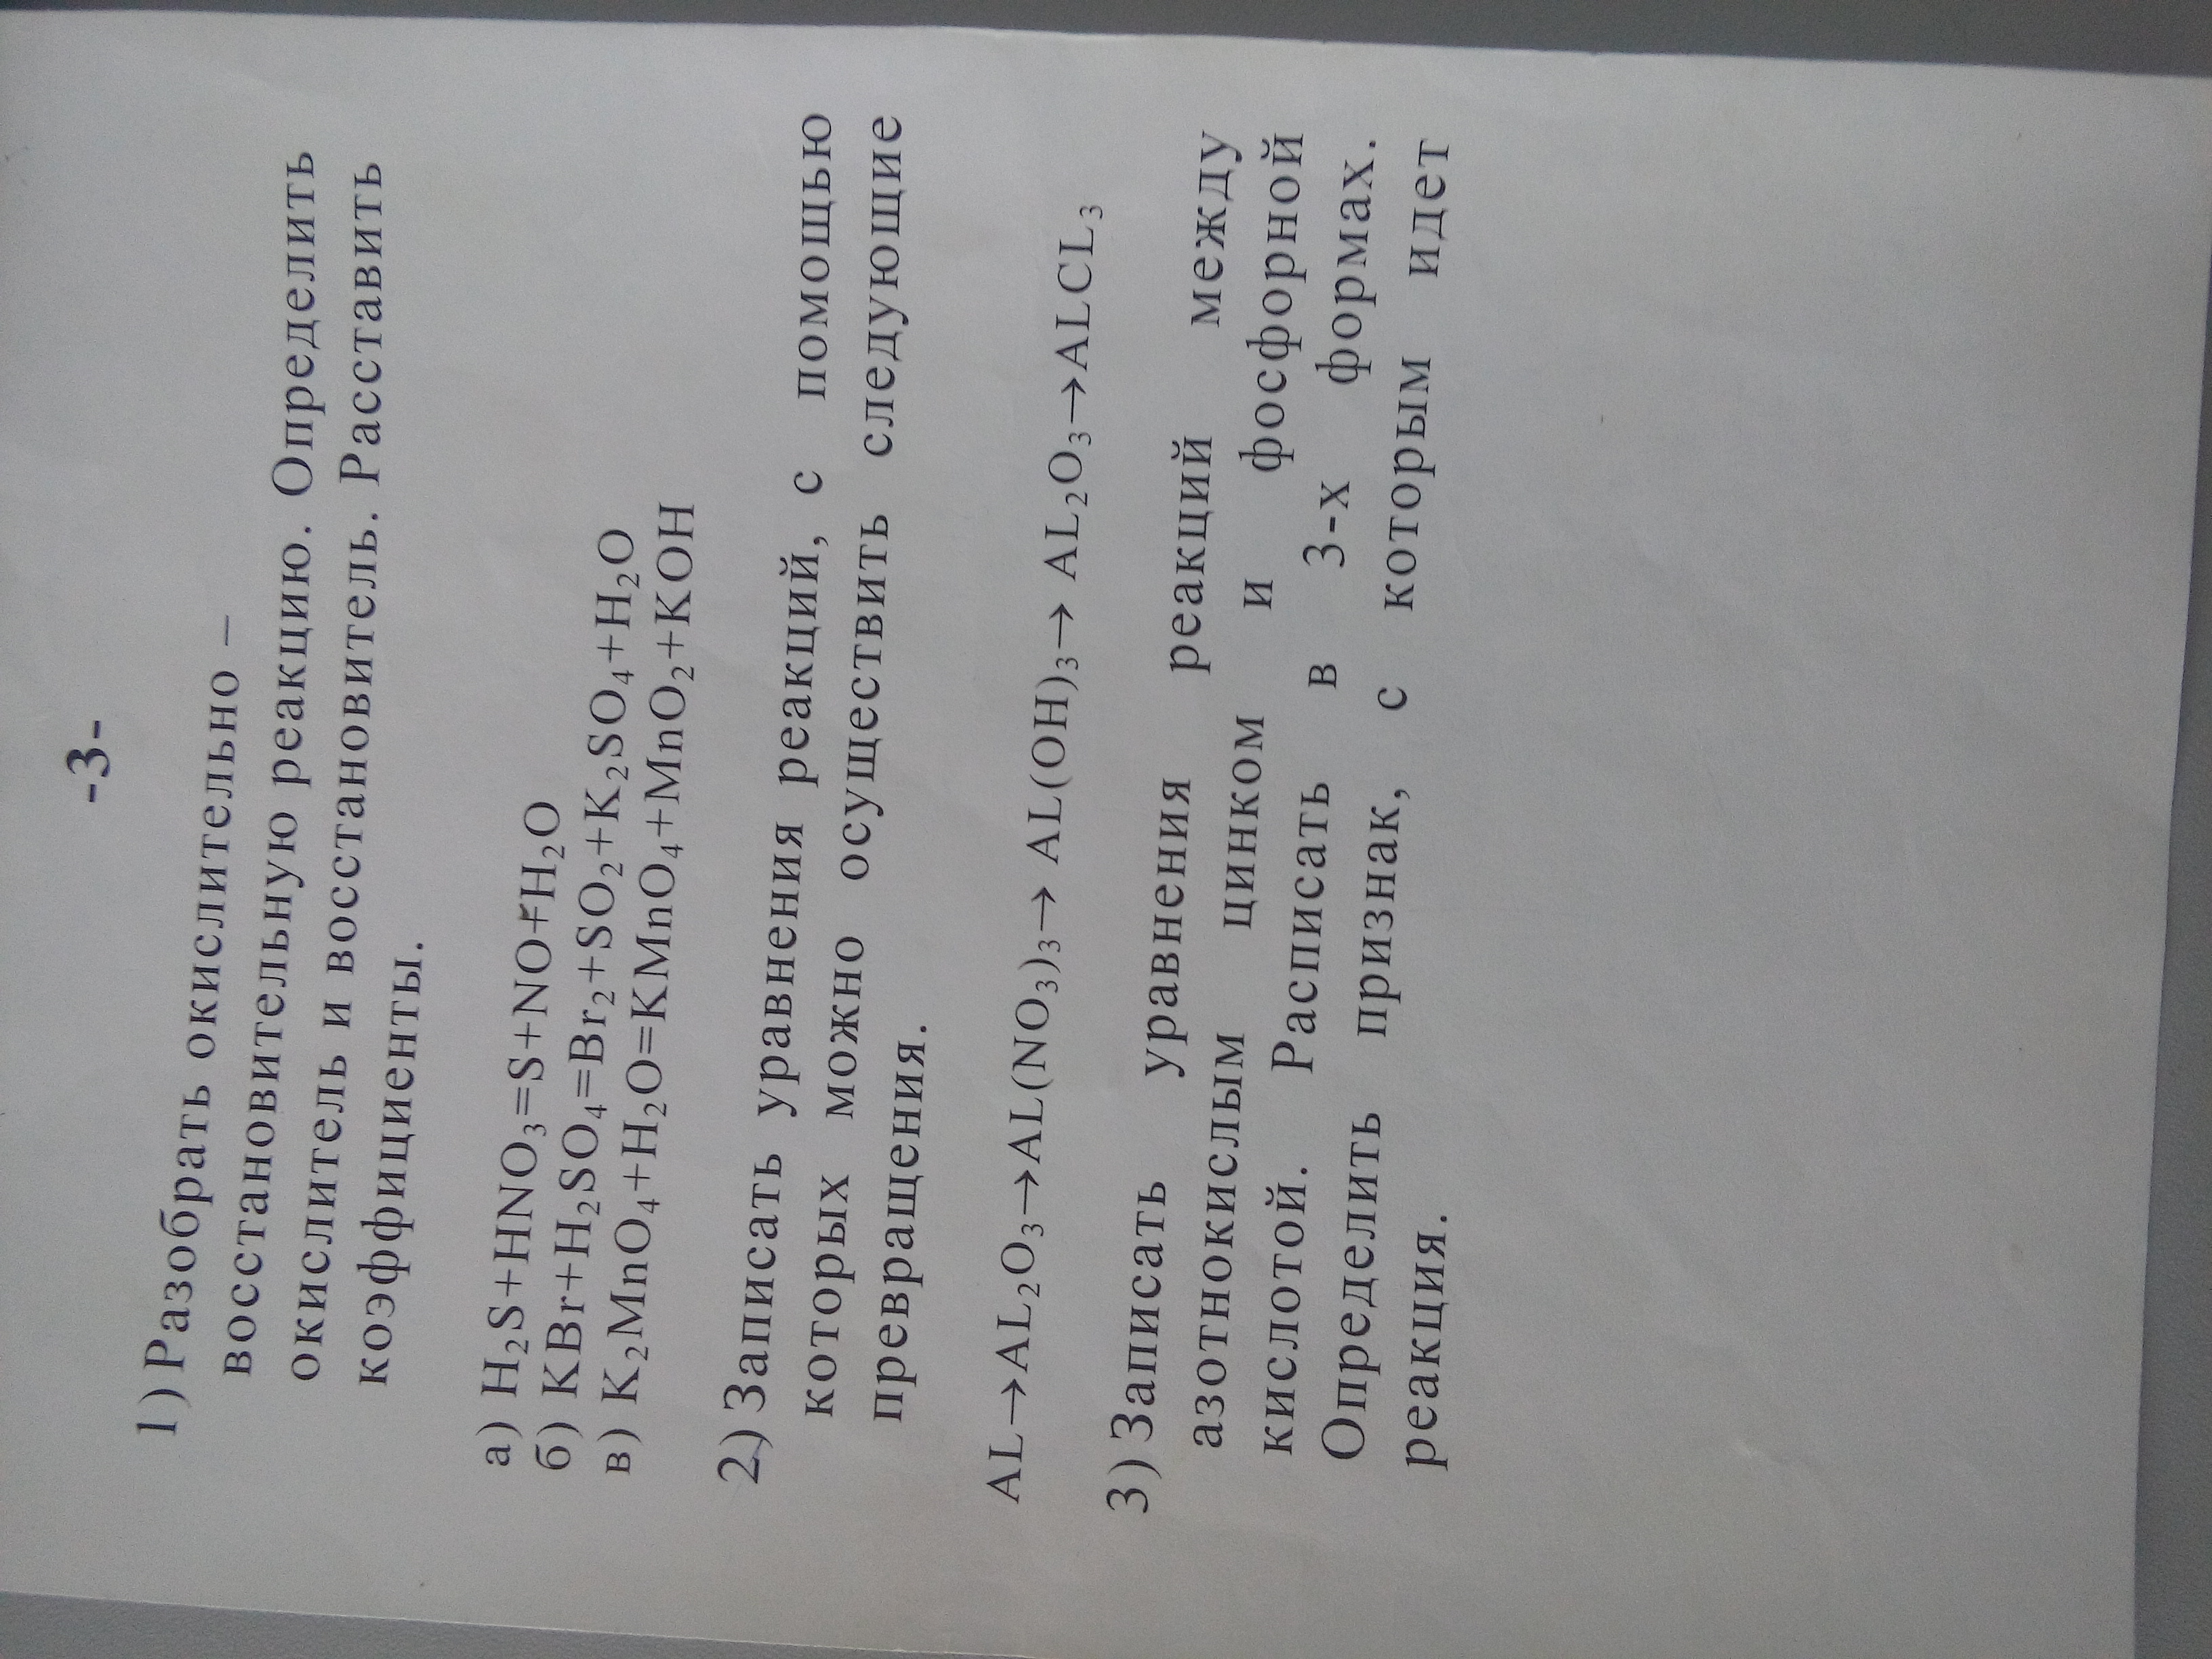 -3-
1) Разобрать окислительно –
восстановительную реакцию. Определить
окислитель и восстановитель. Расставить
коэффициенты.
а) H₂S+HNO₃=S+NO+H₂O
б) KBr+H₂SO₄=Br₂+SO₂+K₂SO₄+H₂O
в) K₂MnO₄+H₂O=KMnO₄+MnO₂+KOH
2) Записать уравнения реакций, с помощью
которых можно осуществить следующие
превращения.
AL→AL₂O₃→AL(NO₃)₃→ AL(OH)₃→ AL₂O₃→ALCL₃
3) Записать уравнения реакций между
азотнокислым цинком и фосфорной
кислотой. Расписать в 3-х формах.
Определить признак, с которым идет
реакция.